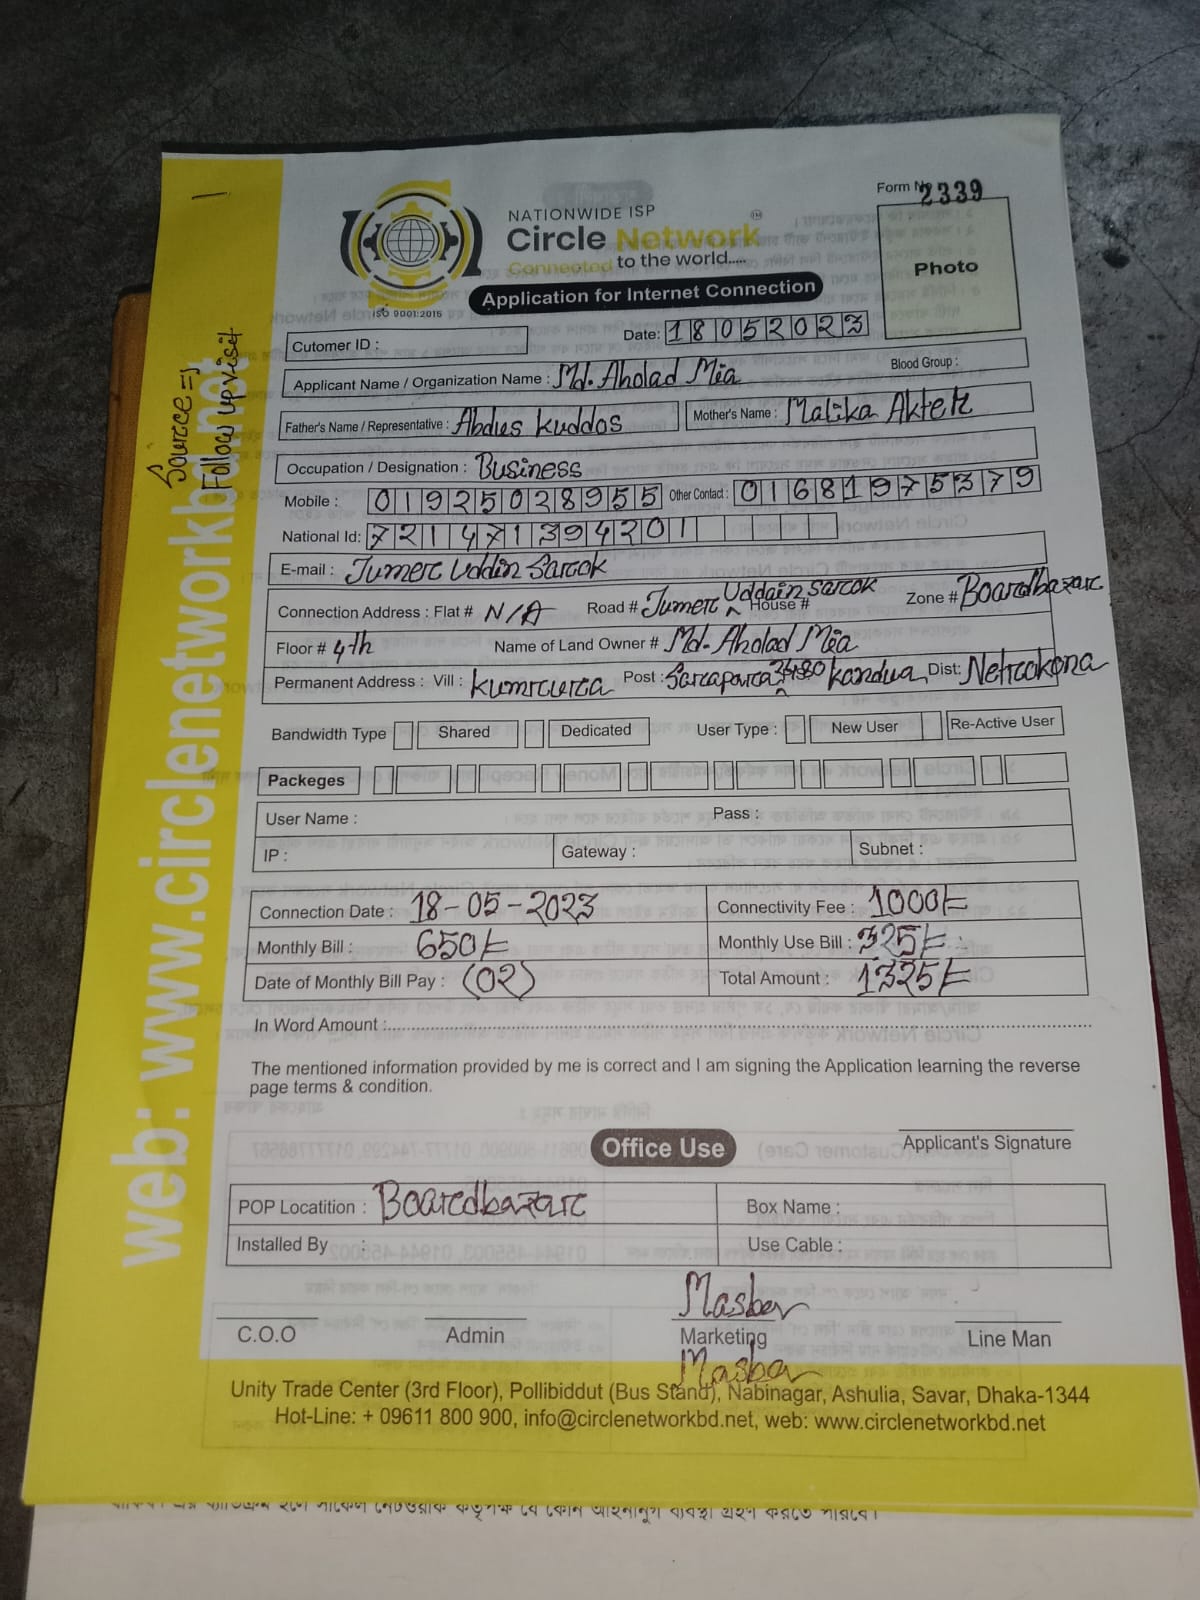 Form No 2339
NATIONWIDE ISP
Circle Network
Connected to the world.....
ISO 9001:2015
Photo
Application for Internet Connection
Cutomer ID :
Date: 18052023
Applicant Name / Organization Name : Md. Aholad Mia
Blood Group :
Father's Name / Representative : Abdus Kuddos
Mother's Name : Malika Akter
Occupation / Designation : Business
Mobile : 01925028955
Other Contact : 01681975379
National Id: 721471394201
E-mail : Jumer Uddin Sarcok
Connection Address : Flat # N/A
Road # Jumer Uddain Sarcok
House #
Zone # Boardbazar
Floor # 4th
Name of Land Owner # Md. Aholad Mia
Permanent Address : Vill : Kumrurra
Post : Kandua
Dist: Netrokona
Bandwidth Type
Shared
Dedicated
User Type :
New User
Re-Active User
Packeges
User Name :
Pass :
IP :
Gateway :
Subnet :
Connection Date : 18-05-2023
Connectivity Fee : 1000/=
Monthly Bill : 650/=
Monthly Use Bill : 325/=
Date of Monthly Bill Pay : (02)
Total Amount : 1325/=
In Word Amount :
The mentioned information provided by me is correct and I am signing the Application learning the reverse
page terms & condition.
Applicant's Signature
Office Use
POP Locatition : Boardbazar
Box Name :
Installed By :
Use Cable :
Masber
C.O.O
Admin
Marketing
Line Man
Masber
Unity Trade Center (3rd Floor), Pollibiddut (Bus Stand), Nabinagar, Ashulia, Savar, Dhaka-1344
Hot-Line: + 09611 800 900, info@circlenetworkbd.net, web: www.circlenetworkbd.net
web: www.circlenetworkbd.net
Source =>
Follow up visit